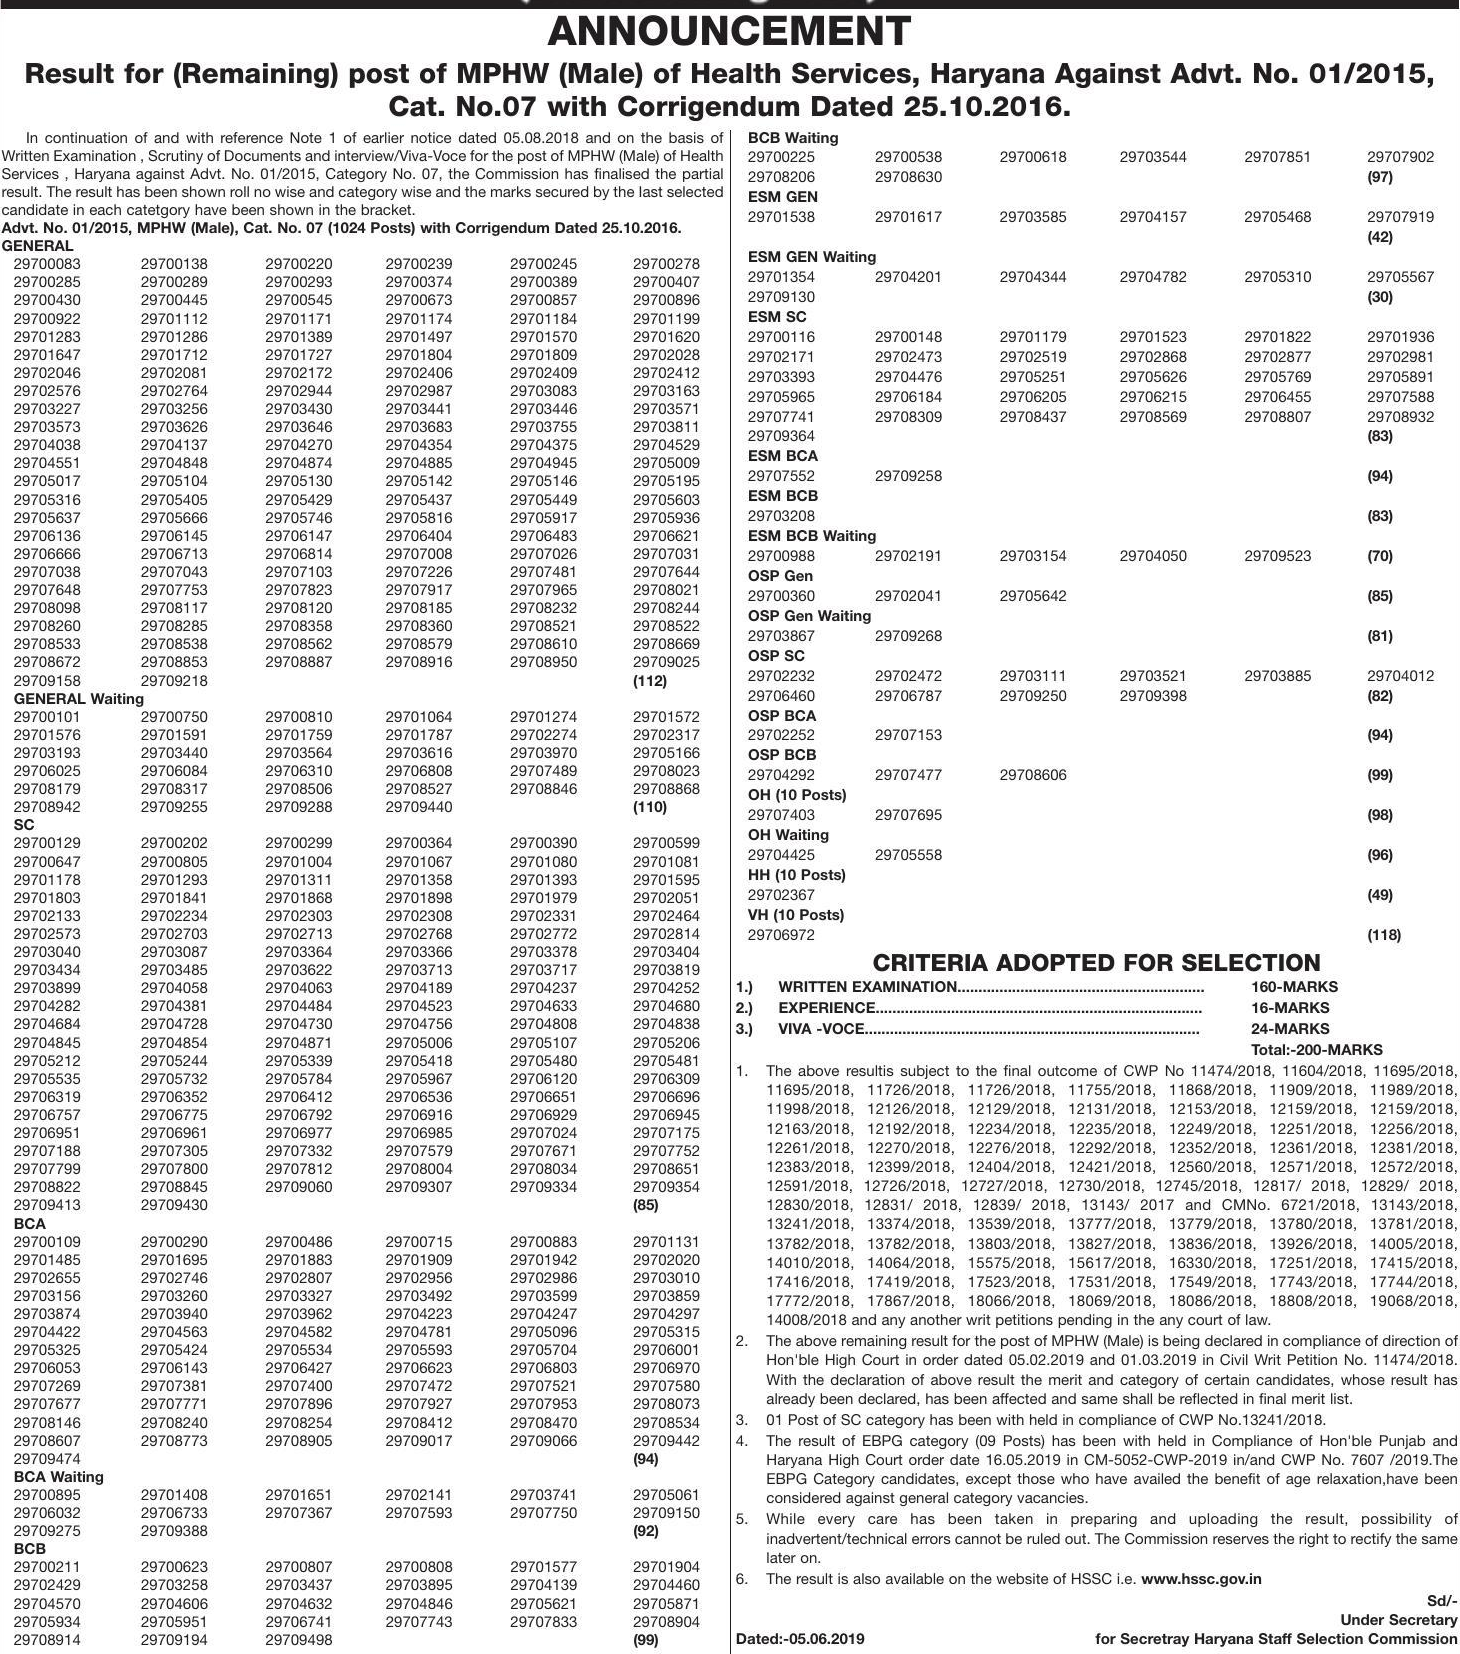 ANNOUNCEMENT
Result for (Remaining) post of MPHW (Male) of Health Services, Haryana Against Advt. No. 01/2015,
Cat. No.07 with Corrigendum Dated 25.10.2016.
In continuation of and with reference Note 1 of earlier notice dated 05.08.2018 and on the basis of
Written Examination , Scrutiny of Documents and interview/Viva-Voce for the post of MPHW (Male) of Health
Services , Haryana against Advt. No. 01/2015, Category No. 07, the Commission has finalised the partial
result. The result has been shown roll no wise and category wise and the marks secured by the last selected
candidate in each catetgory have been shown in the bracket.
Advt. No. 01/2015, MPHW (Male), Cat. No. 07 (1024 Posts) with Corrigendum Dated 25.10.2016.
GENERAL
29700083 29700138 29700220 29700239 29700245 29700278
29700285 29700289 29700293 29700374 29700389 29700407
29700430 29700445 29700545 29700673 29700857 29700896
29700922 29701112 29701171 29701174 29701184 29701199
29701283 29701286 29701389 29701497 29701570 29701620
29701647 29701712 29701727 29701804 29701809 29702028
29702046 29702081 29702172 29702406 29702409 29702412
29702576 29702764 29702944 29702987 29703083 29703163
29703227 29703256 29703430 29703441 29703446 29703571
29703573 29703626 29703646 29703683 29703755 29703811
29704038 29704137 29704270 29704354 29704375 29704529
29704551 29704848 29704874 29704885 29704945 29705009
29705017 29705104 29705130 29705142 29705146 29705195
29705316 29705405 29705429 29705437 29705449 29705603
29705637 29705666 29705746 29705816 29705917 29705936
29706136 29706145 29706147 29706404 29706483 29706621
29706666 29706713 29706814 29707008 29707026 29707031
29707038 29707043 29707103 29707226 29707481 29707644
29707648 29707753 29707823 29707917 29707965 29708021
29708098 29708117 29708120 29708185 29708232 29708244
29708260 29708285 29708358 29708360 29708521 29708522
29708533 29708538 29708562 29708579 29708610 29708669
29708672 29708853 29708887 29708916 29708950 29709025
29709158 29709218 (112)
GENERAL Waiting
29700101 29700750 29700810 29701064 29701274 29701572
29701576 29701591 29701759 29701787 29702274 29702317
29703193 29703440 29703564 29703616 29703970 29705166
29706025 29706084 29706310 29706808 29707489 29708023
29708179 29708317 29708506 29708527 29708846 29708868
29708942 29709255 29709288 29709440 (110)
SC
29700129 29700202 29700299 29700364 29700390 29700599
29700647 29700805 29701004 29701067 29701080 29701081
29701178 29701293 29701311 29701358 29701393 29701595
29701803 29701841 29701868 29701898 29701979 29702051
29702133 29702234 29702303 29702308 29702331 29702464
29702573 29702703 29702713 29702768 29702772 29702814
29703040 29703087 29703364 29703366 29703378 29703404
29703434 29703485 29703622 29703713 29703717 29703819
29703899 29704058 29704063 29704189 29704237 29704252
29704282 29704381 29704484 29704523 29704633 29704680
29704684 29704728 29704730 29704756 29704808 29704838
29704845 29704854 29704871 29705006 29705107 29705206
29705212 29705244 29705339 29705418 29705480 29705481
29705535 29705732 29705784 29705967 29706120 29706309
29706319 29706352 29706412 29706536 29706651 29706696
29706757 29706775 29706792 29706916 29706929 29706945
29706951 29706961 29706977 29706985 29707024 29707175
29707188 29707305 29707332 29707579 29707671 29707752
29707799 29707800 29707812 29708004 29708034 29708651
29708822 29708845 29709060 29709307 29709334 29709354
29709413 29709430 (85)
BCA
29700109 29700290 29700486 29700715 29700883 29701131
29701485 29701695 29701883 29701909 29701942 29702020
29702655 29702746 29702807 29702956 29702986 29703010
29703156 29703260 29703327 29703492 29703599 29703859
29703874 29703940 29703962 29704223 29704247 29704297
29704422 29704563 29704582 29704781 29705096 29705315
29705325 29705424 29705534 29705593 29705704 29706001
29706053 29706143 29706427 29706623 29706803 29706970
29707269 29707381 29707400 29707472 29707521 29707580
29707677 29707771 29707896 29707927 29707953 29708073
29708146 29708240 29708254 29708412 29708470 29708534
29708607 29708773 29708905 29709017 29709066 29709442
29709474 (94)
BCA Waiting
29700895 29701408 29701651 29702141 29703741 29705061
29706032 29706733 29707367 29707593 29707750 29709150
29709275 29709388 (92)
BCB
29700211 29700623 29700807 29700808 29701577 29701904
29702429 29703258 29703437 29703895 29704139 29704460
29704570 29704606 29704632 29704846 29705621 29705871
29705934 29705951 29706741 29707743 29707833 29708904
29708914 29709194 29709498 (99)
BCB Waiting
29700225 29700538 29700618 29703544 29707851 29707902
29708206 29708630 (97)
ESM GEN
29701538 29701617 29703585 29704157 29705468 29707919
(42)
ESM GEN Waiting
29701354 29704201 29704344 29704782 29705310 29705567
29709130 (30)
ESM SC
29700116 29700148 29701179 29701523 29701822 29701936
29702171 29702473 29702519 29702868 29702877 29702981
29703393 29704476 29705251 29705626 29705769 29705891
29705965 29706184 29706205 29706215 29706455 29707588
29707741 29708309 29708437 29708569 29708807 29708932
29709364 (83)
ESM BCA
29707552 29709258 (94)
ESM BCB
29703208 (83)
ESM BCB Waiting
29700988 29702191 29703154 29704050 29709523 (70)
OSP Gen
29700360 29702041 29705642 (85)
OSP Gen Waiting
29703867 29709268 (81)
OSP SC
29702232 29702472 29703111 29703521 29703885 29704012
29706460 29706787 29709250 29709398 (82)
OSP BCA
29702252 29707153 (94)
OSP BCB
29704292 29707477 29708606 (99)
OH (10 Posts)
29707403 29707695 (98)
OH Waiting
29704425 29705558 (96)
HH (10 Posts)
29702367 (49)
VH (10 Posts)
29706972 (118)
CRITERIA ADOPTED FOR SELECTION
1.) WRITTEN EXAMINATION........................................................... 160-MARKS
2.) EXPERIENCE.............................................................................. 16-MARKS
3.) VIVA -VOCE................................................................................ 24-MARKS
Total:-200-MARKS
1. The above resultis subject to the final outcome of CWP No 11474/2018, 11604/2018, 11695/2018,
11695/2018, 11726/2018, 11726/2018, 11755/2018, 11868/2018, 11909/2018, 11989/2018,
11998/2018, 12126/2018, 12129/2018, 12131/2018, 12153/2018, 12159/2018, 12159/2018,
12163/2018, 12192/2018, 12234/2018, 12235/2018, 12249/2018, 12251/2018, 12256/2018,
12261/2018, 12270/2018, 12276/2018, 12292/2018, 12352/2018, 12361/2018, 12381/2018,
12383/2018, 12399/2018, 12404/2018, 12421/2018, 12560/2018, 12571/2018, 12572/2018,
12591/2018, 12726/2018, 12727/2018, 12730/2018, 12745/2018, 12817/ 2018, 12829/ 2018,
12830/2018, 12831/ 2018, 12839/ 2018, 13143/ 2017 and CMNo. 6721/2018, 13143/2018,
13241/2018, 13374/2018, 13539/2018, 13777/2018, 13779/2018, 13780/2018, 13781/2018,
13782/2018, 13782/2018, 13803/2018, 13827/2018, 13836/2018, 13926/2018, 14005/2018,
14010/2018, 14064/2018, 15575/2018, 15617/2018, 16330/2018, 17251/2018, 17415/2018,
17416/2018, 17419/2018, 17523/2018, 17531/2018, 17549/2018, 17743/2018, 17744/2018,
17772/2018, 17867/2018, 18066/2018, 18069/2018, 18086/2018, 18808/2018, 19068/2018,
14008/2018 and any another writ petitions pending in the any court of law.
2. The above remaining result for the post of MPHW (Male) is being declared in compliance of direction of
Hon'ble High Court in order dated 05.02.2019 and 01.03.2019 in Civil Writ Petition No. 11474/2018.
With the declaration of above result the merit and category of certain candidates, whose result has
already been declared, has been affected and same shall be reflected in final merit list.
3. 01 Post of SC category has been with held in compliance of CWP No.13241/2018.
4. The result of EBPG category (09 Posts) has been with held in Compliance of Hon'ble Punjab and
Haryana High Court order date 16.05.2019 in CM-5052-CWP-2019 in/and CWP No. 7607 /2019.The
EBPG Category candidates, except those who have availed the benefit of age relaxation,have been
considered against general category vacancies.
5. While every care has been taken in preparing and uploading the result, possibility of
inadvertent/technical errors cannot be ruled out. The Commission reserves the right to rectify the same
later on.
6. The result is also available on the website of HSSC i.e. www.hssc.gov.in
Sd/-
Under Secretary
Dated:-05.06.2019 for Secretray Haryana Staff Selection Commission